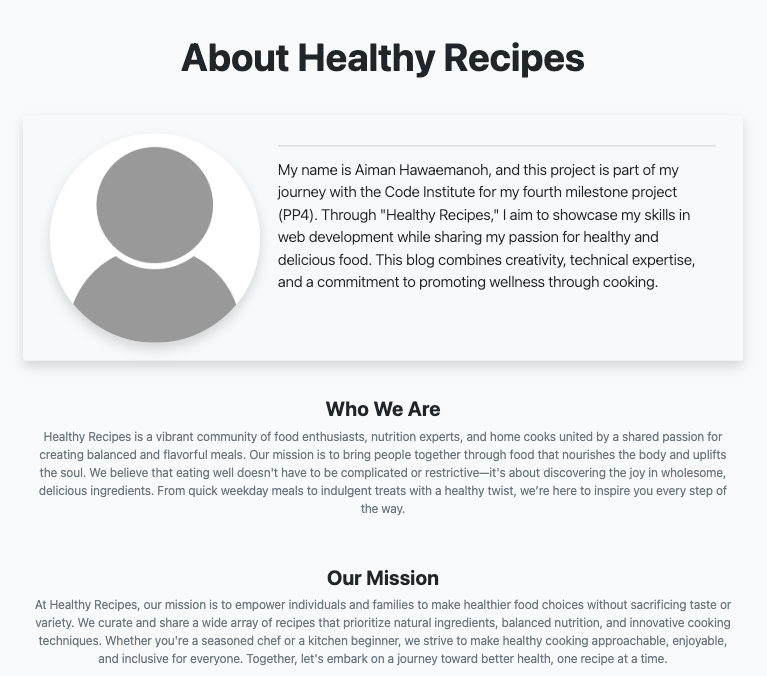 About Healthy Recipes
My name is Aiman Hawaemanoh, and this project is part of my
journey with the Code Institute for my fourth milestone project
(PP4). Through "Healthy Recipes," I aim to showcase my skills in
web development while sharing my passion for healthy and
delicious food. This blog combines creativity, technical expertise,
and a commitment to promoting wellness through cooking.
Who We Are
Healthy Recipes is a vibrant community of food enthusiasts, nutrition experts, and home cooks united by a shared passion for
creating balanced and flavorful meals. Our mission is to bring people together through food that nourishes the body and uplifts
the soul. We believe that eating well doesn't have to be complicated or restrictive—it's about discovering the joy in wholesome,
delicious ingredients. From quick weekday meals to indulgent treats with a healthy twist, we’re here to inspire you every step of
the way.
Our Mission
At Healthy Recipes, our mission is to empower individuals and families to make healthier food choices without sacrificing taste or
variety. We curate and share a wide array of recipes that prioritize natural ingredients, balanced nutrition, and innovative cooking
techniques. Whether you're a seasoned chef or a kitchen beginner, we strive to make healthy cooking approachable, enjoyable,
and inclusive for everyone. Together, let's embark on a journey toward better health, one recipe at a time.